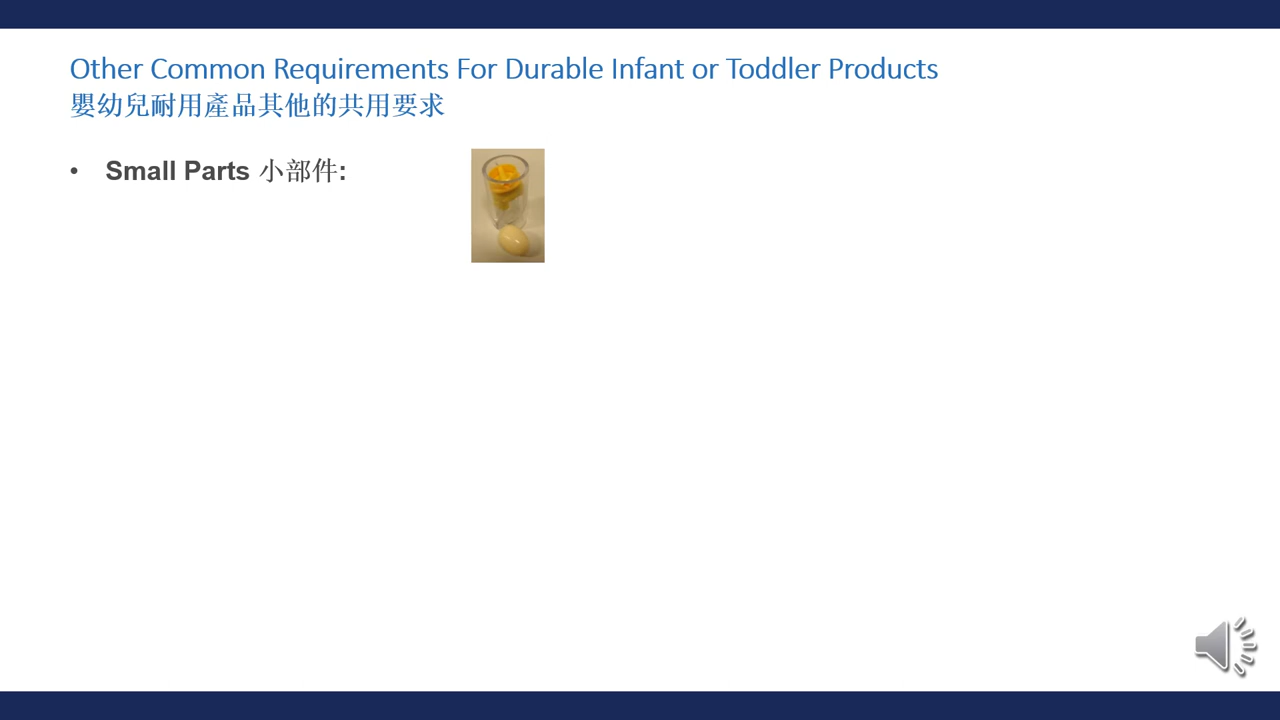 Other Common Requirements For Durable Infant or Toddler Products
嬰幼兒耐用產品其他的共用要求
• Small Parts 小部件: